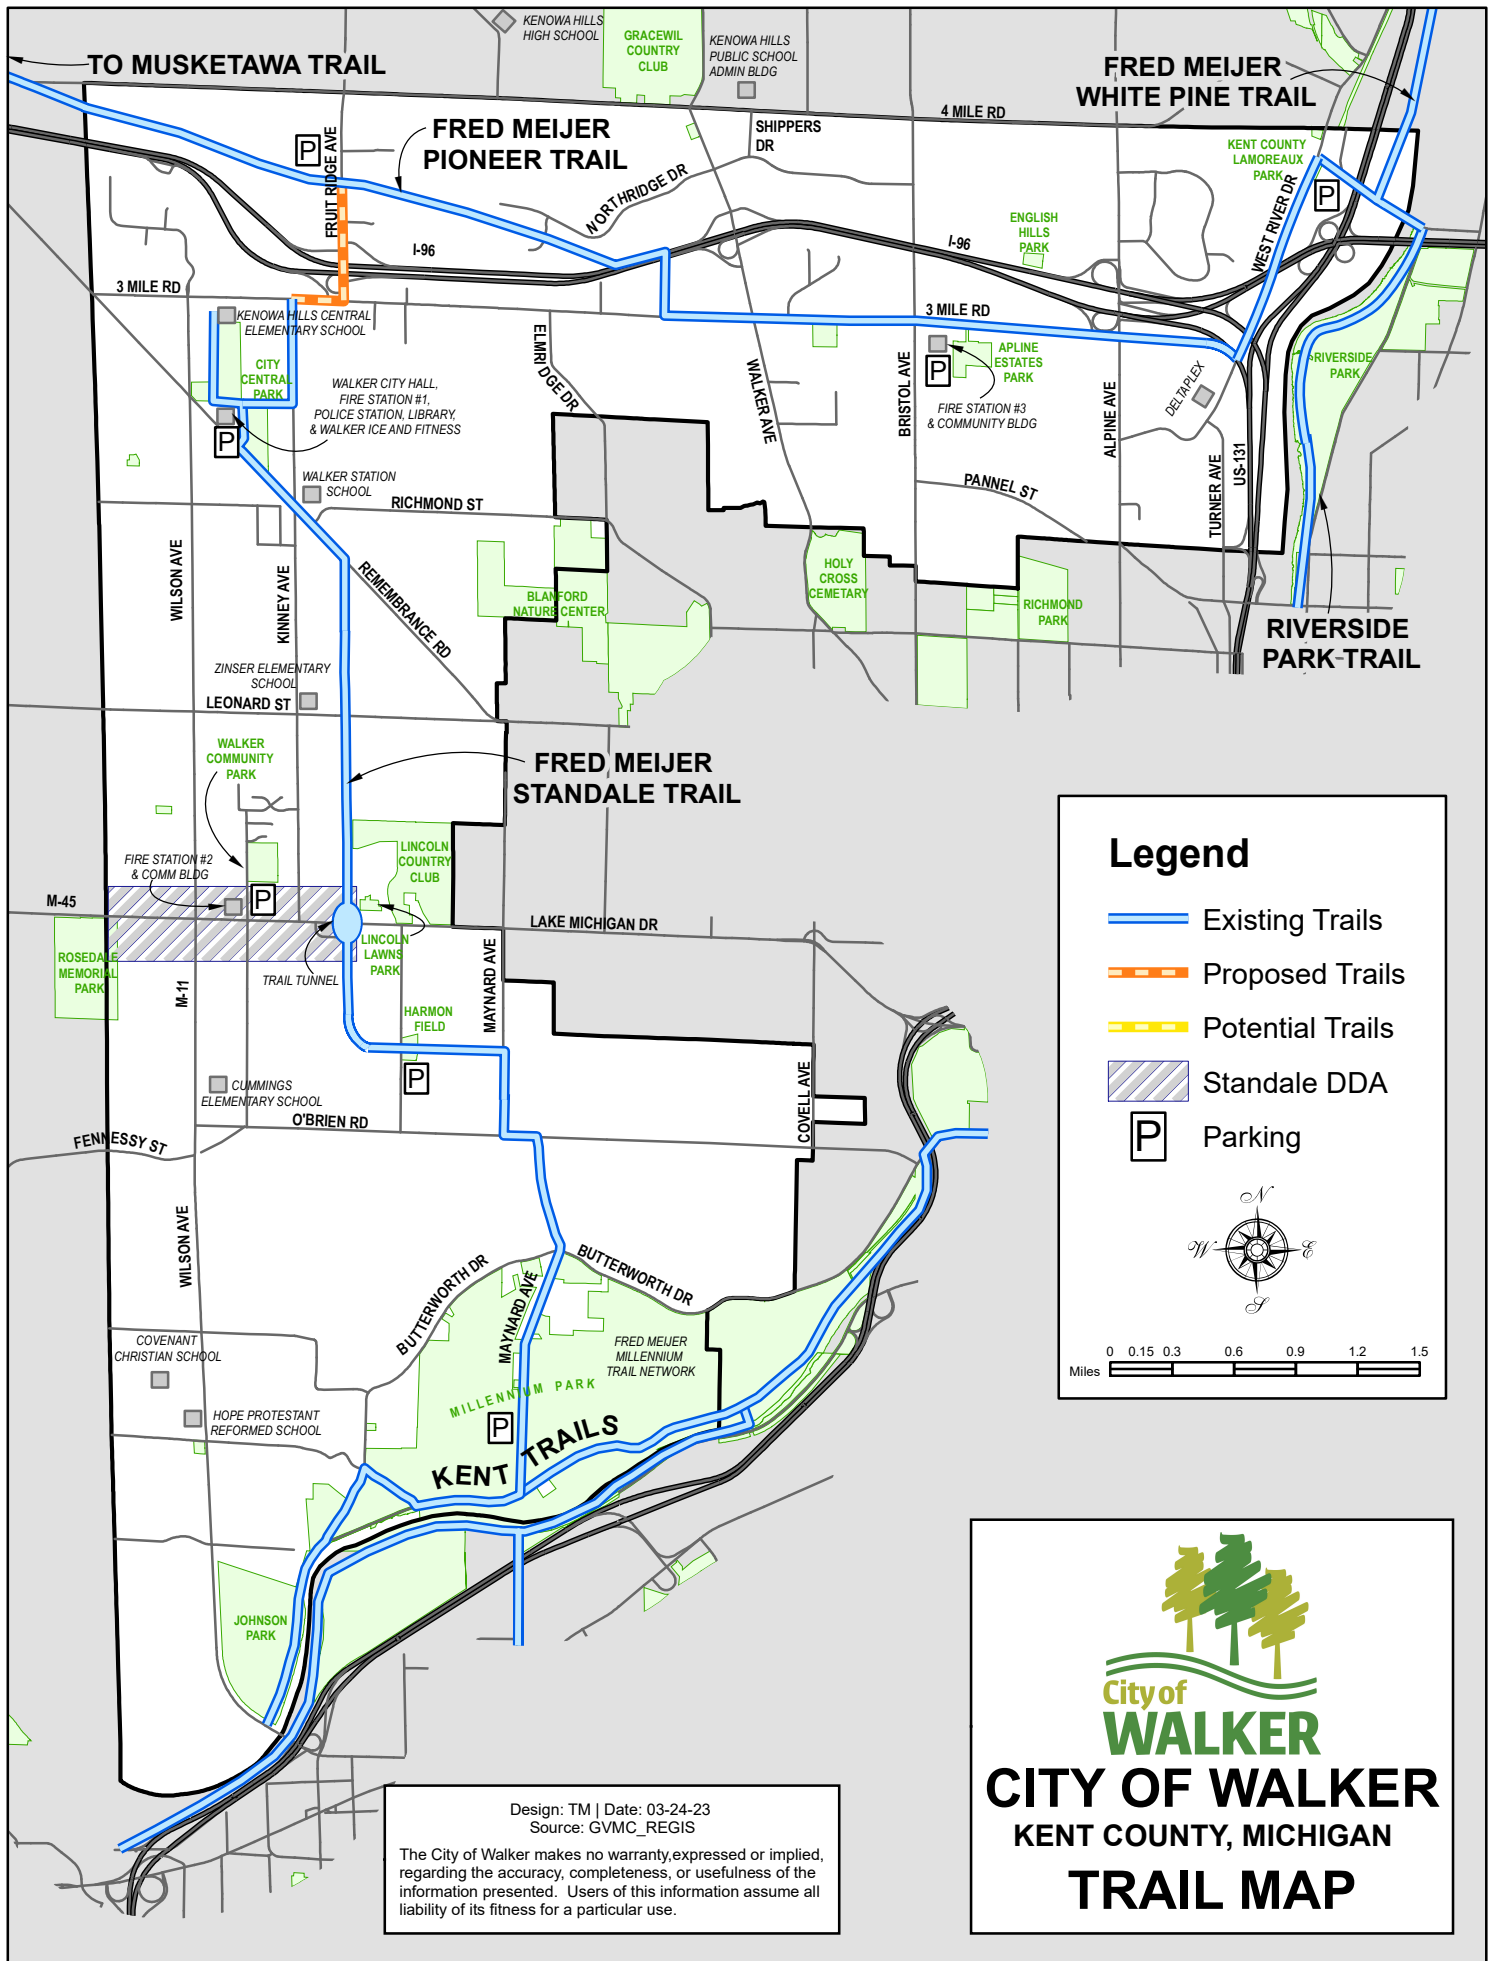 KENOWA HILLS
HIGH SCHOOL
GRACEWIL
COUNTRY
CLUB
KENOWA HILLS
PUBLIC SCHOOL
ADMIN BLDG
TO MUSKETAWA TRAIL
FRED MEIJER
WHITE PINE TRAIL
4 MILE RD
FRED MEIJER
PIONEER TRAIL
SHIPPERS
DR
P
FRUIT RIDGE AVE
NORTHRIDGE DR
KENT COUNTY
LAMOREAUX
PARK
P
WEST RIVER DR
ENGLISH
HILLS
PARK
I-96
I-96
3 MILE RD
KENOWA HILLS CENTRAL
ELEMENTARY SCHOOL
3 MILE RD
CITY
CENTRAL
PARK
WALKER CITY HALL,
FIRE STATION #1,
POLICE STATION, LIBRARY,
& WALKER ICE AND FITNESS
P
ELMRIDGE DR
WALKER AVE
BRISTOL AVE
P
APLINE
ESTATES
PARK
FIRE STATION #3
& COMMUNITY BLDG
ALPINE AVE
DELTAPLEX
RIVERSIDE
PARK
TURNER AVE
US-131
WALKER STATION
SCHOOL
RICHMOND ST
PANNEL ST
WILSON AVE
KINNEY AVE
REMEMBRANCE RD
BLANFORD
NATURE CENTER
HOLY
CROSS
CEMETARY
RICHMOND
PARK
RIVERSIDE
PARK TRAIL
ZINSER ELEMENTARY
SCHOOL
LEONARD ST
WALKER
COMMUNITY
PARK
FRED MEIJER
STANDALE TRAIL
FIRE STATION #2
& COMM BLDG
P
LINCOLN
COUNTRY
CLUB
M-45
LAKE MICHIGAN DR
ROSEDALE
MEMORIAL
PARK
TRAIL TUNNEL
LINCOLN
LAWNS
PARK
M-11
MAYNARD AVE
HARMON
FIELD
P
CUMMINGS
ELEMENTARY SCHOOL
O'BRIEN RD
FENNESSY ST
COVELL AVE
WILSON AVE
BUTTERWORTH DR
BUTTERWORTH DR
MAYNARD AVE
COVENANT
CHRISTIAN SCHOOL
FRED MEIJER
MILLENNIUM
TRAIL NETWORK
MILLENNIUM PARK
HOPE PROTESTANT
REFORMED SCHOOL
P
KENT TRAILS
JOHNSON
PARK
Legend
Existing Trails
Proposed Trails
Potential Trails
Standale DDA
P Parking
N
W E
S
0 0.15 0.3 0.6 0.9 1.2 1.5
Miles
Design: TM | Date: 03-24-23
Source: GVMC_REGIS
The City of Walker makes no warranty,expressed or implied,
regarding the accuracy, completeness, or usefulness of the
information presented. Users of this information assume all
liability of its fitness for a particular use.
City of
WALKER
CITY OF WALKER
KENT COUNTY, MICHIGAN
TRAIL MAP